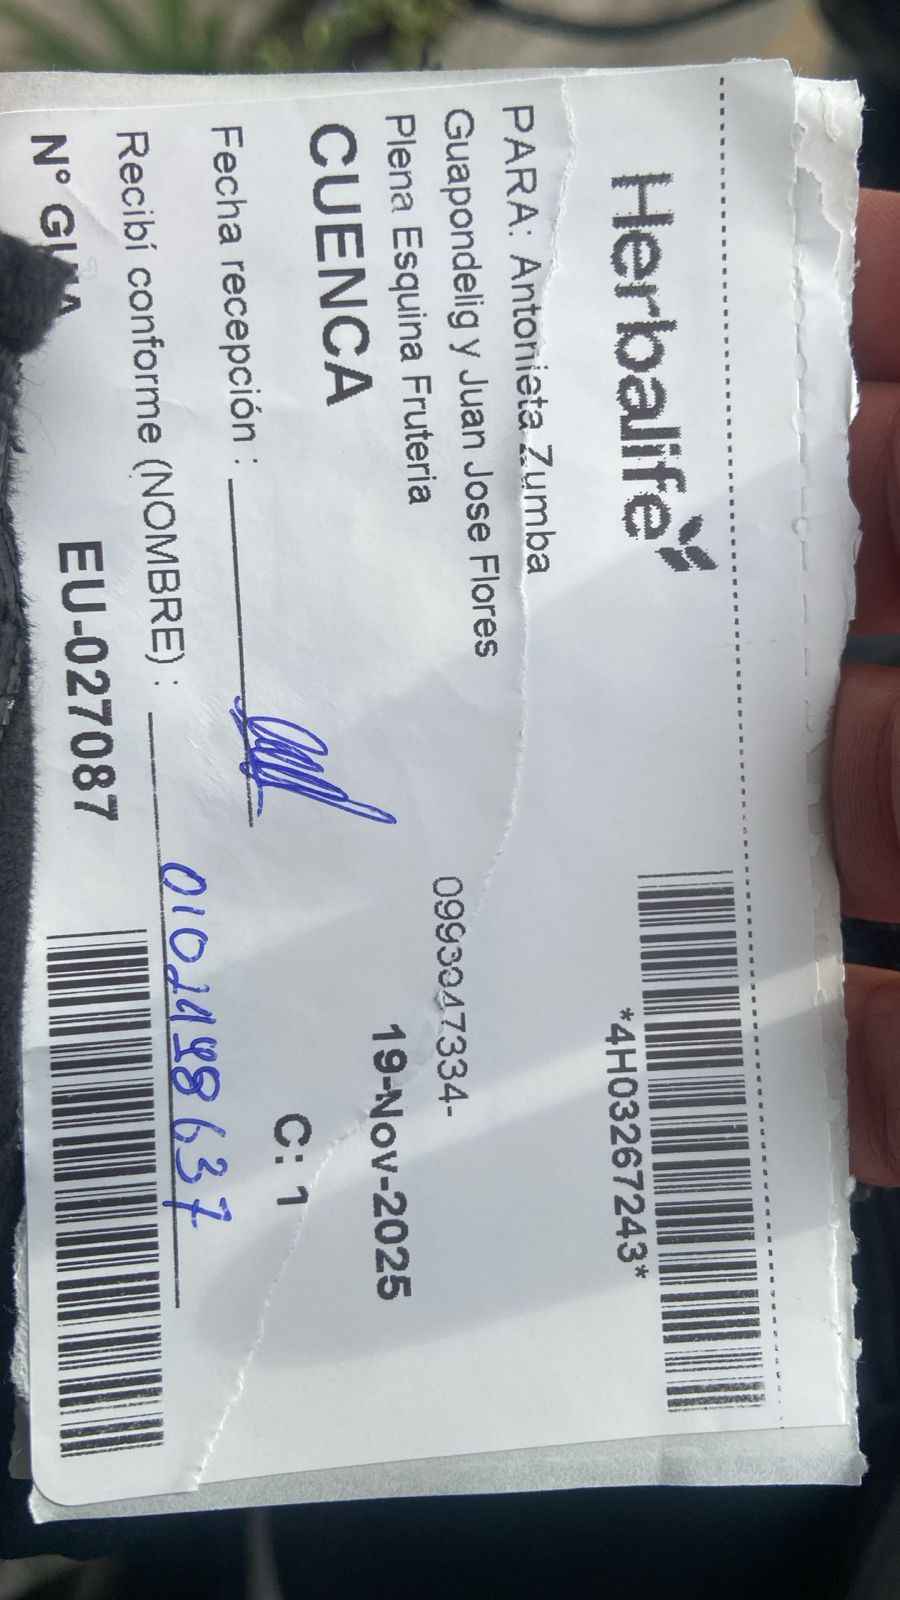 Herbalife
*4H03267243*
PARA: Antonieta Zumba
Guapondelig y Juan Jose Flores
0993047334-
Plena Esquina Fruteria
19-Nov-2025
CUENCA
C: 1
Fecha recepción :
Recibí conforme (NOMBRE) :
0102498637
N° GUIA
EU-027087